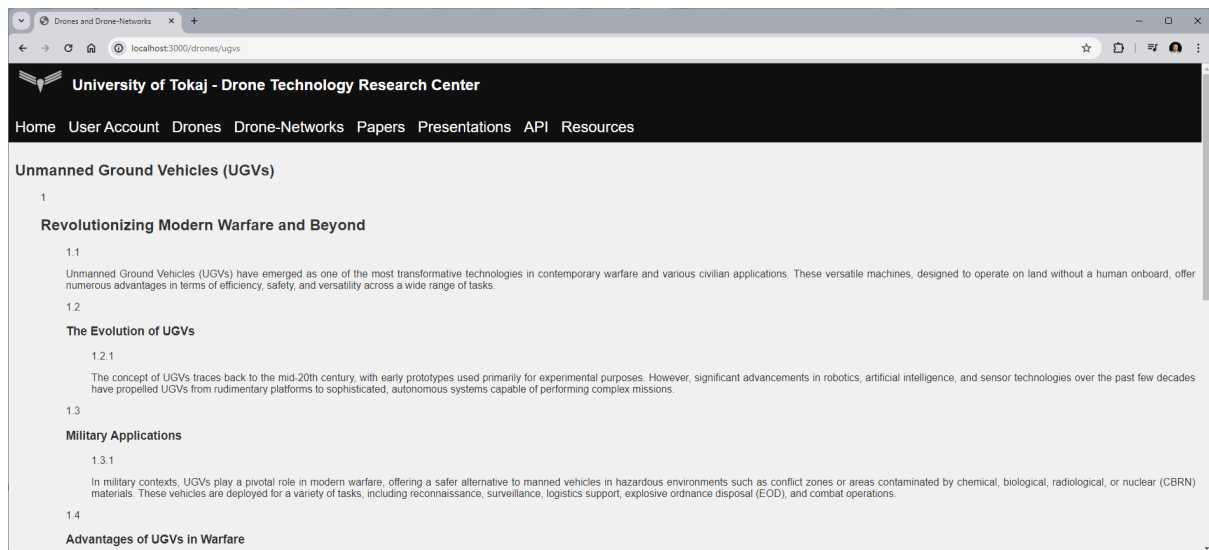 Drones and Drone-Networks
localhost:3000/drones/ugvs
University of Tokaj - Drone Technology Research Center
Home User Account Drones Drone-Networks Papers Presentations API Resources
Unmanned Ground Vehicles (UGVs)
1
Revolutionizing Modern Warfare and Beyond
1.1
Unmanned Ground Vehicles (UGVs) have emerged as one of the most transformative technologies in contemporary warfare and various civilian applications. These versatile machines, designed to operate on land without a human onboard, offer
numerous advantages in terms of efficiency, safety, and versatility across a wide range of tasks.
1.2
The Evolution of UGVs
1.2.1
The concept of UGVs traces back to the mid-20th century, with early prototypes used primarily for experimental purposes. However, significant advancements in robotics, artificial intelligence, and sensor technologies over the past few decades
have propelled UGVs from rudimentary platforms to sophisticated, autonomous systems capable of performing complex missions.
1.3
Military Applications
1.3.1
In military contexts, UGVs play a pivotal role in modern warfare, offering a safer alternative to manned vehicles in hazardous environments such as conflict zones or areas contaminated by chemical, biological, radiological, or nuclear (CBRN)
materials. These vehicles are deployed for a variety of tasks, including reconnaissance, surveillance, logistics support, explosive ordnance disposal (EOD), and combat operations.
1.4
Advantages of UGVs in Warfare